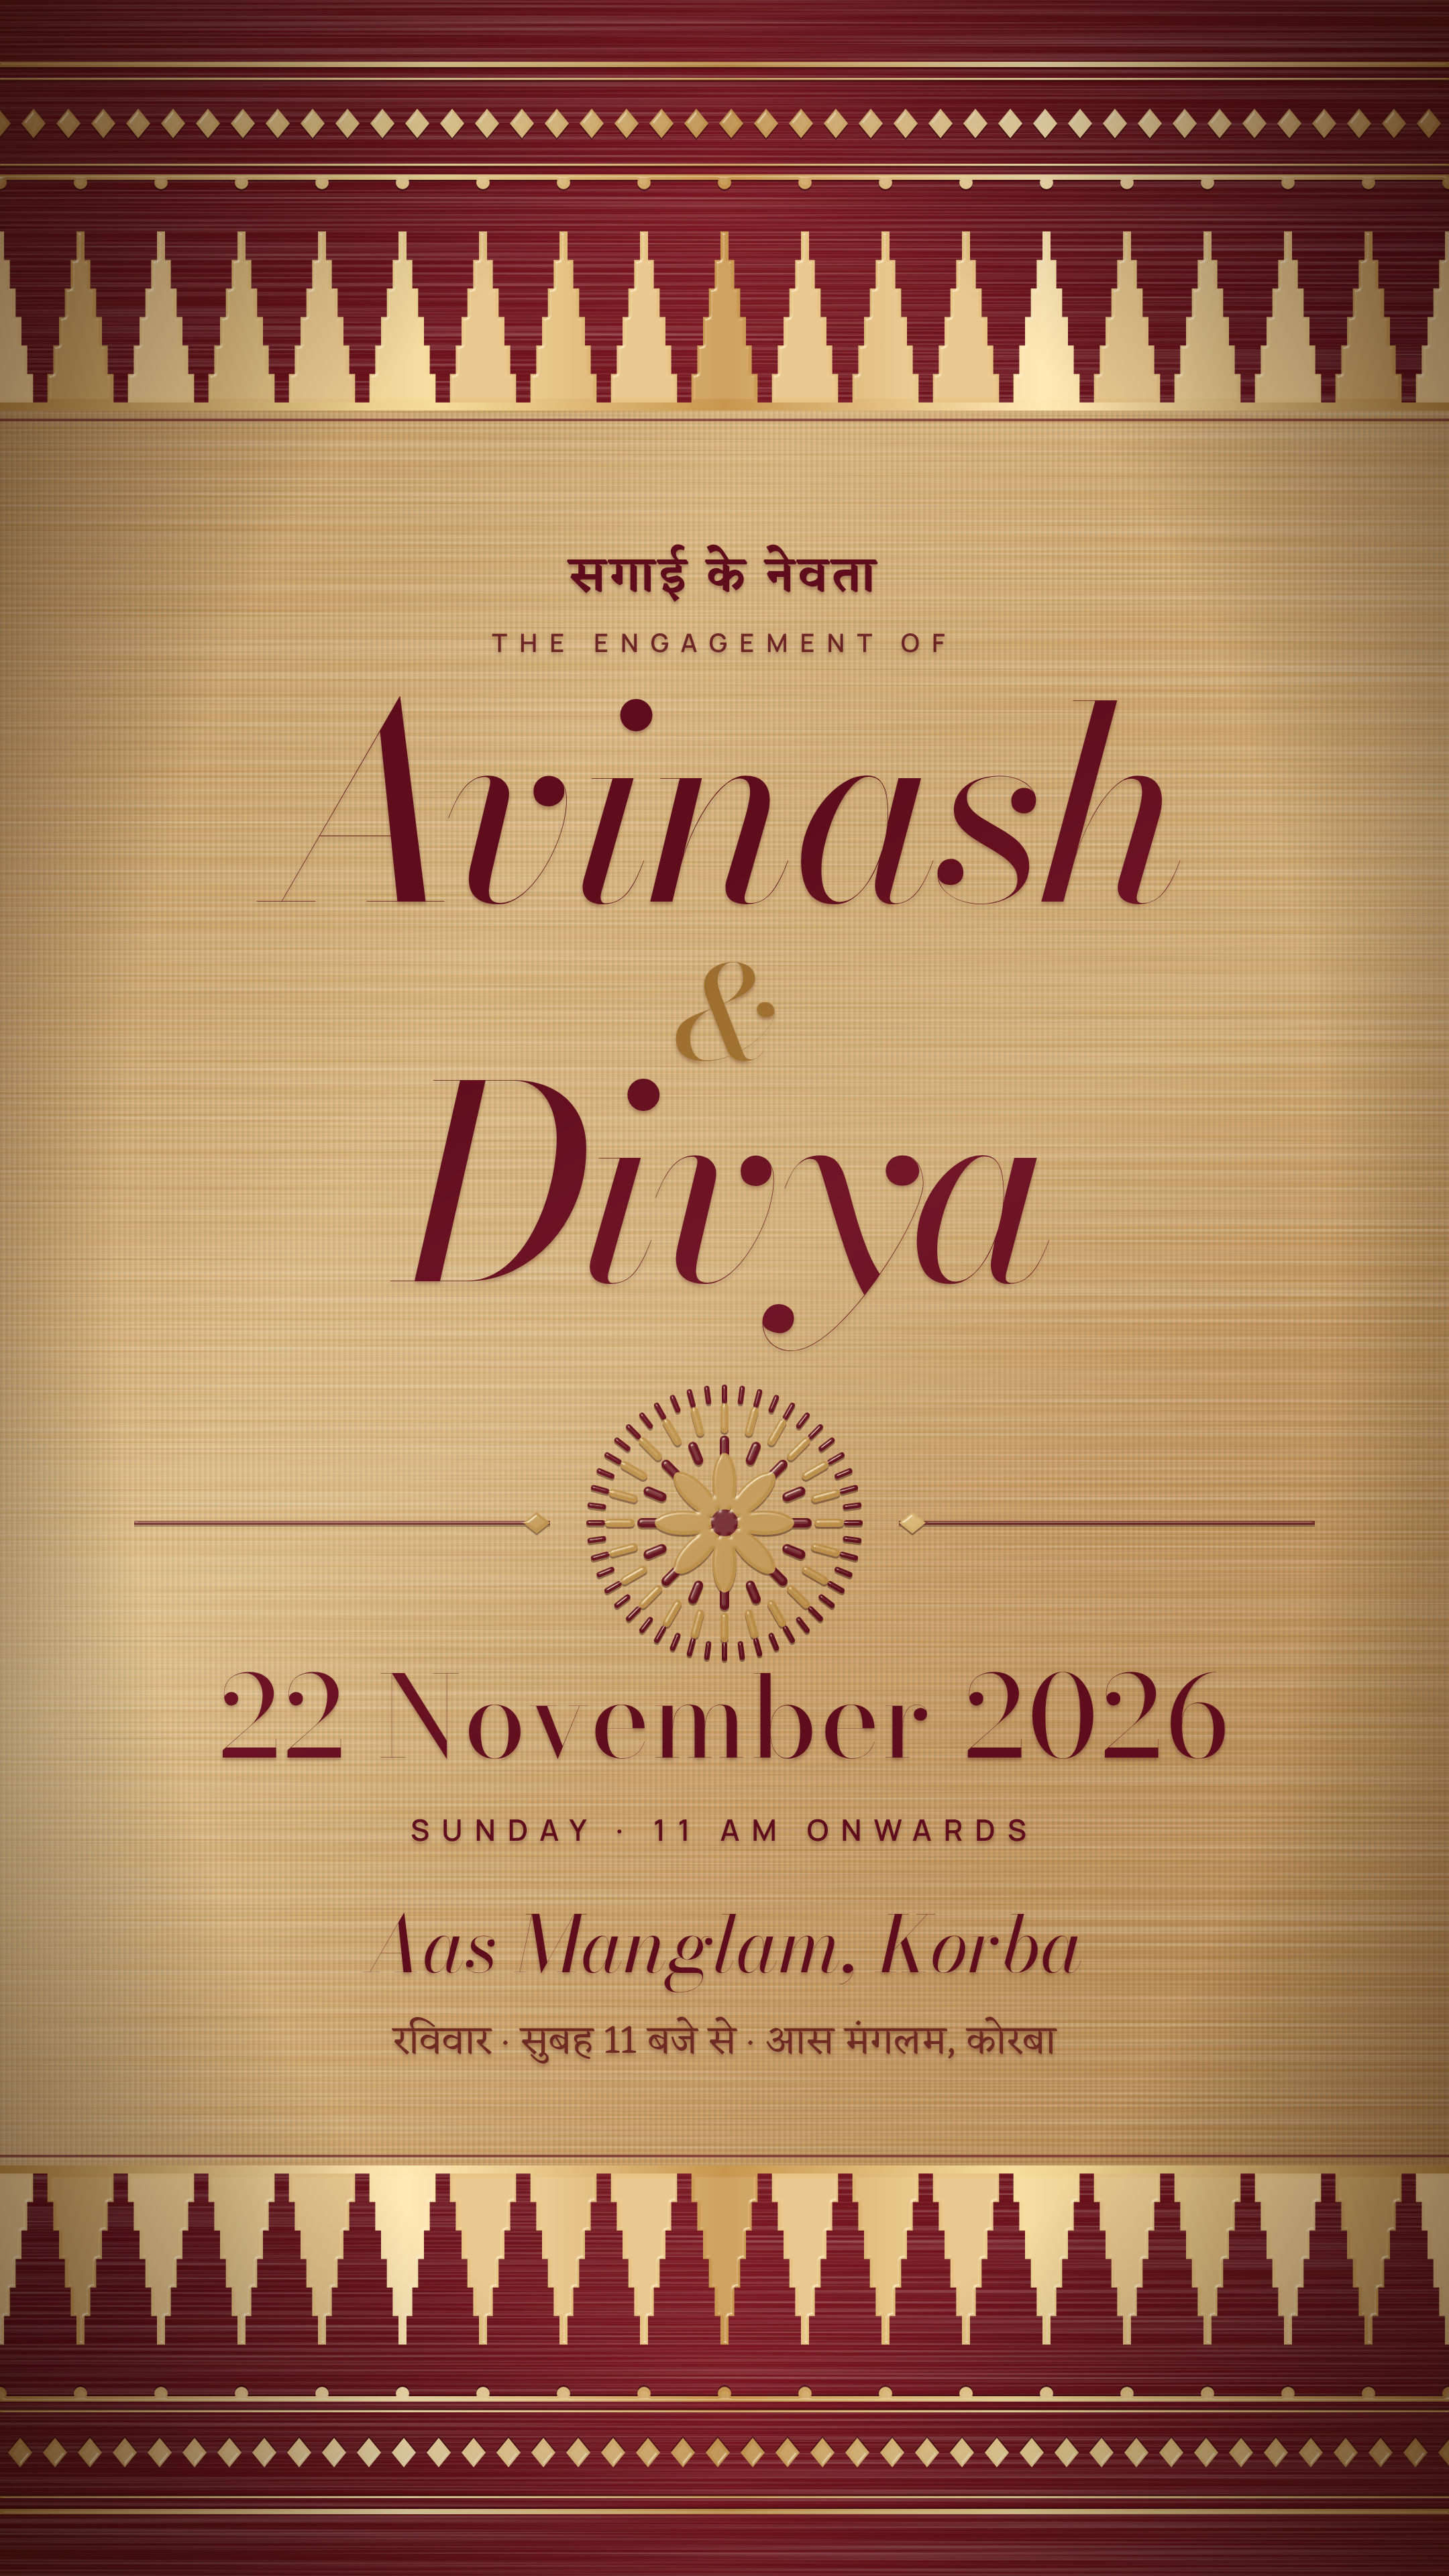 सगाई के नेवता
THE ENGAGEMENT OF
Avinash
&
Divya
22 November 2026
SUNDAY · 11 AM ONWARDS
Aas Manglam, Korba
रविवार · सुबह 11 बजे से · आस मंगलम, कोरबा